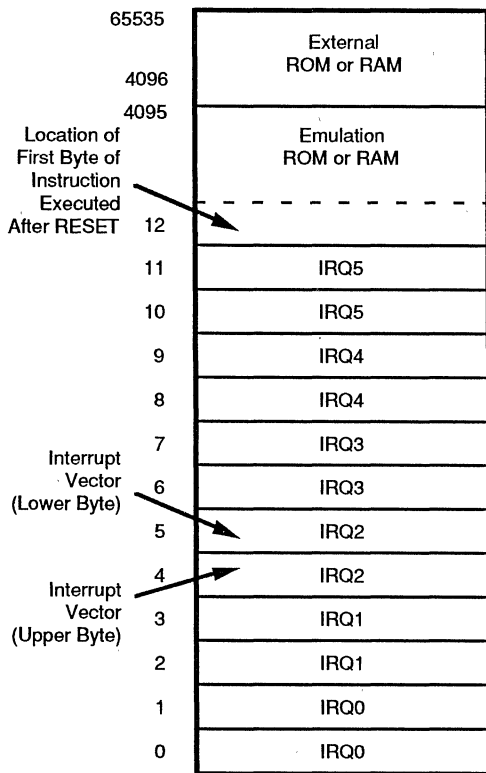 65535
External
ROM or RAM
4096
4095
Emulation
ROM or RAM
Location of
First Byte of
Instruction
Executed
After RESET
12
11 IRQ5
10 IRQ5
9 IRQ4
8 IRQ4
7 IRQ3
6 IRQ3
Interrupt
Vector
(Lower Byte)
5 IRQ2
4 IRQ2
Interrupt
Vector
(Upper Byte)
3 IRQ1
2 IRQ1
1 IRQ0
0 IRQ0